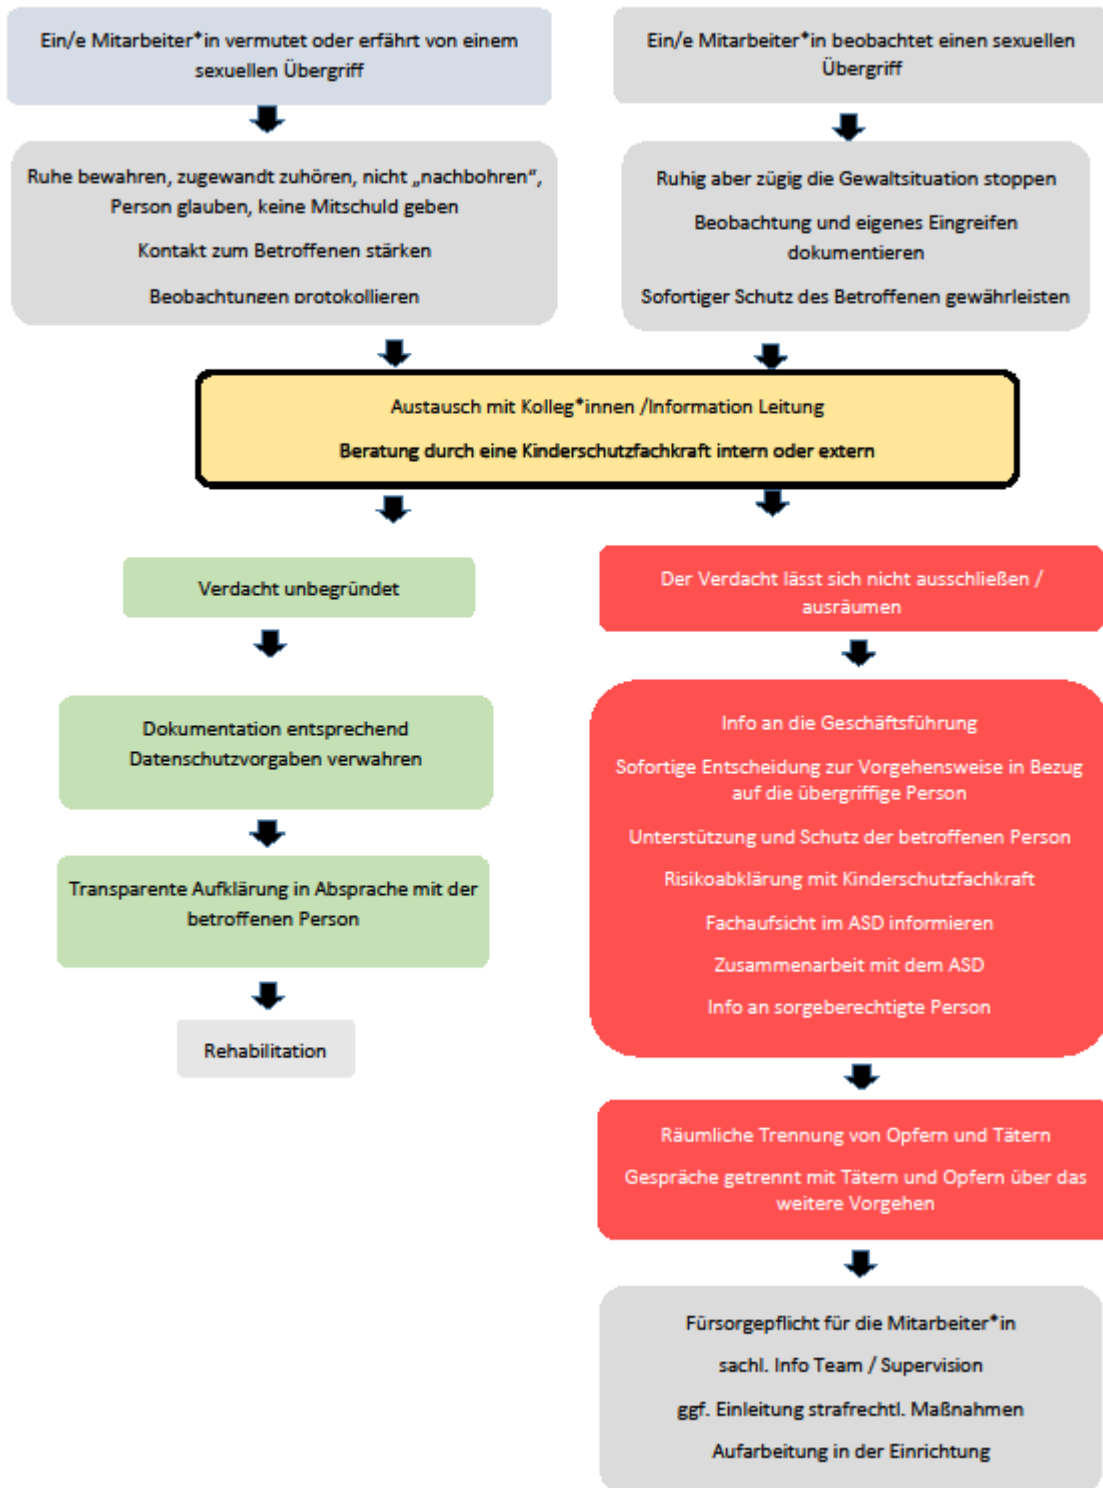 Ein/e Mitarbeiter*in vermutet oder erfährt von einem
sexuellen Übergriff
Ein/e Mitarbeiter*in beobachtet einen sexuellen
Übergriff
Ruhe bewahren, zugewandt zuhören, nicht „nachbohren“,
Person glauben, keine Mitschuld geben
Kontakt zum Betroffenen stärken
Beobachtungen protokollieren
Ruhig aber zügig die Gewaltsituation stoppen
Beobachtung und eigenes Eingreifen
dokumentieren
Sofortiger Schutz des Betroffenen gewährleisten
Austausch mit Kolleg*innen /Information Leitung
Beratung durch eine Kinderschutzfachkraft intern oder extern
Verdacht unbegründet
Dokumentation entsprechend
Datenschutzvorgaben verwahren
Transparente Aufklärung in Absprache mit der
betroffenen Person
Rehabilitation
Der Verdacht lässt sich nicht ausschließen /
ausräumen
Info an die Geschäftsführung
Sofortige Entscheidung zur Vorgehensweise in Bezug
auf die übergriffige Person
Unterstützung und Schutz der betroffenen Person
Risikoabklärung mit Kinderschutzfachkraft
Fachaufsicht im ASD informieren
Zusammenarbeit mit dem ASD
Info an sorgeberechtigte Person
Räumliche Trennung von Opfern und Tätern
Gespräche getrennt mit Tätern und Opfern über das
weitere Vorgehen
Fürsorgepflicht für die Mitarbeiter*in
sachl. Info Team / Supervision
ggf. Einleitung strafrechtl. Maßnahmen
Aufarbeitung in der Einrichtung